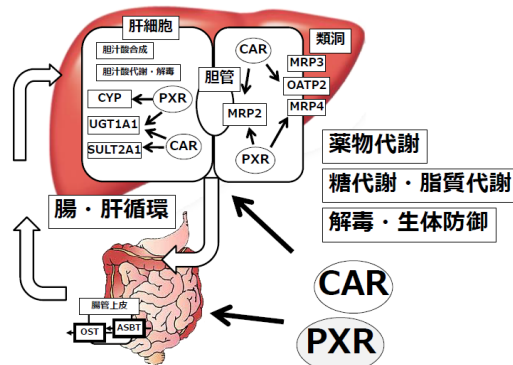 肝細胞
胆汁酸合成
胆汁酸代謝・解毒
CYP
PXR
UGT1A1
SULT2A1
CAR
胆管
CAR
MRP2
PXR
類洞
MRP3
OATP2
MRP4
薬物代謝
糖代謝・脂質代謝
解毒・生体防御
腸・肝循環
腸管上皮
OST
ASBT
CAR
PXR